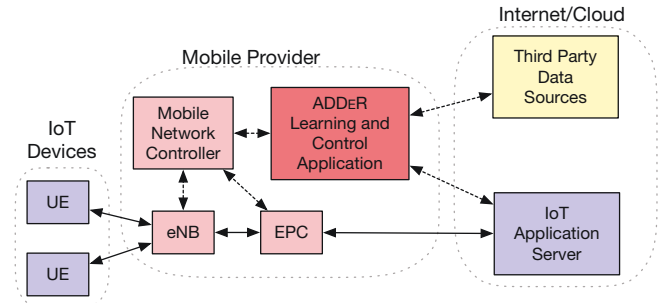 Internet/Cloud
Mobile Provider
Third Party
Data
Sources
ADDER
Learning and
Control
Application
Mobile
Network
Controller
IoT
Devices
UE
eNB
EPC
IoT
Application
Server
UE